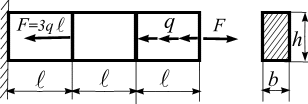 F=3qℓ q F h
ℓ ℓ ℓ b